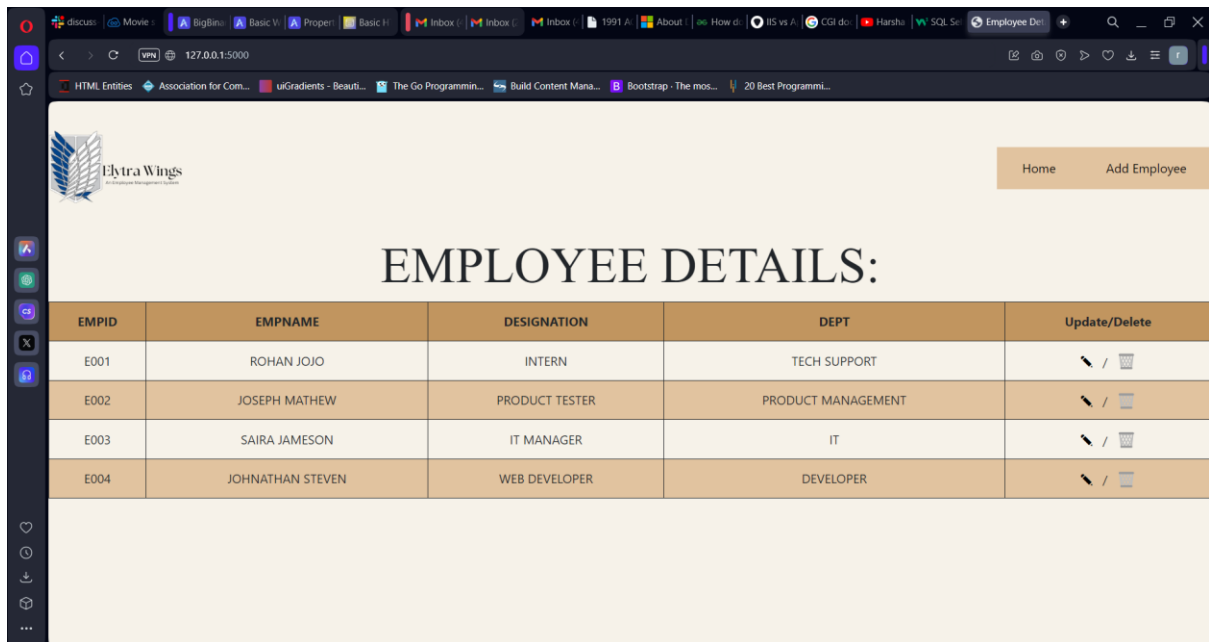 discuss Movie s BigBina Basic W Propert Basic H Inbox ( Inbox ( Inbox ( 1991 A About How do IIS vs A CGI doc Harsha SQL Sel Employee Det
VPN 127.0.0.1:5000
HTML Entities Association for Com... uiGradients - Beauti... The Go Programmin... Build Content Mana... Bootstrap · The mos... 20 Best Programmi...
Elytra Wings
An Employee Management System
Home Add Employee
EMPLOYEE DETAILS:
EMPID EMPNAME DESIGNATION DEPT Update/Delete
E001 ROHAN JOJO INTERN TECH SUPPORT /
E002 JOSEPH MATHEW PRODUCT TESTER PRODUCT MANAGEMENT /
E003 SAIRA JAMESON IT MANAGER IT /
E004 JOHNATHAN STEVEN WEB DEVELOPER DEVELOPER /